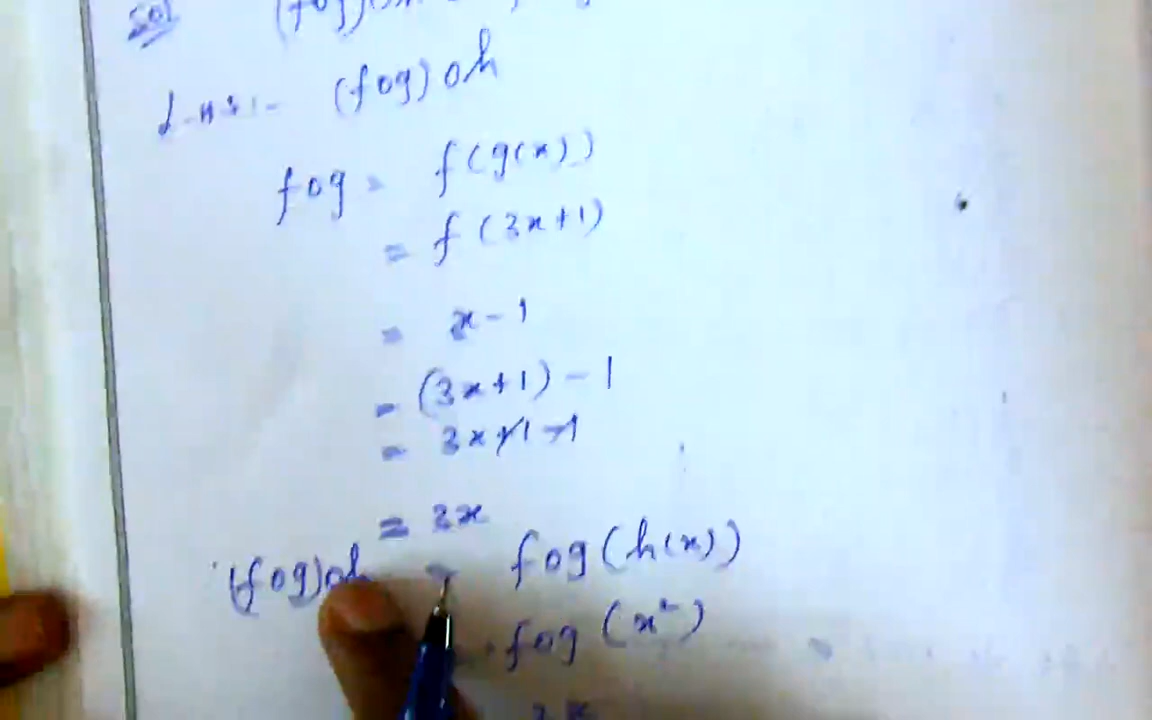 Sol
L.H.S:- (fog) oh
fog = f(g(x))
= f (3x+1)
= x - 1
= (3x+1) - 1
= 3x+1-1
= 3x
(fog)oh = fog(h(x))
fog (x²)
3x